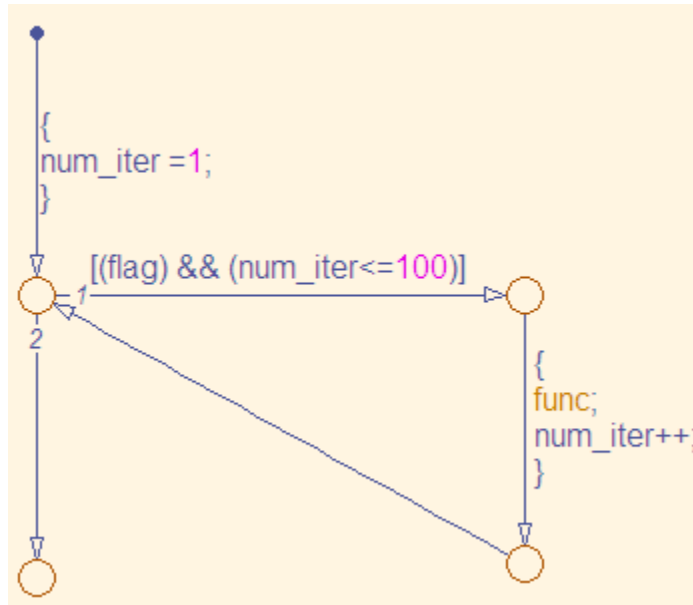 {
num_iter =1;
}
[(flag) && (num_iter<=100)]
1
2
{
func;
num_iter++;
}